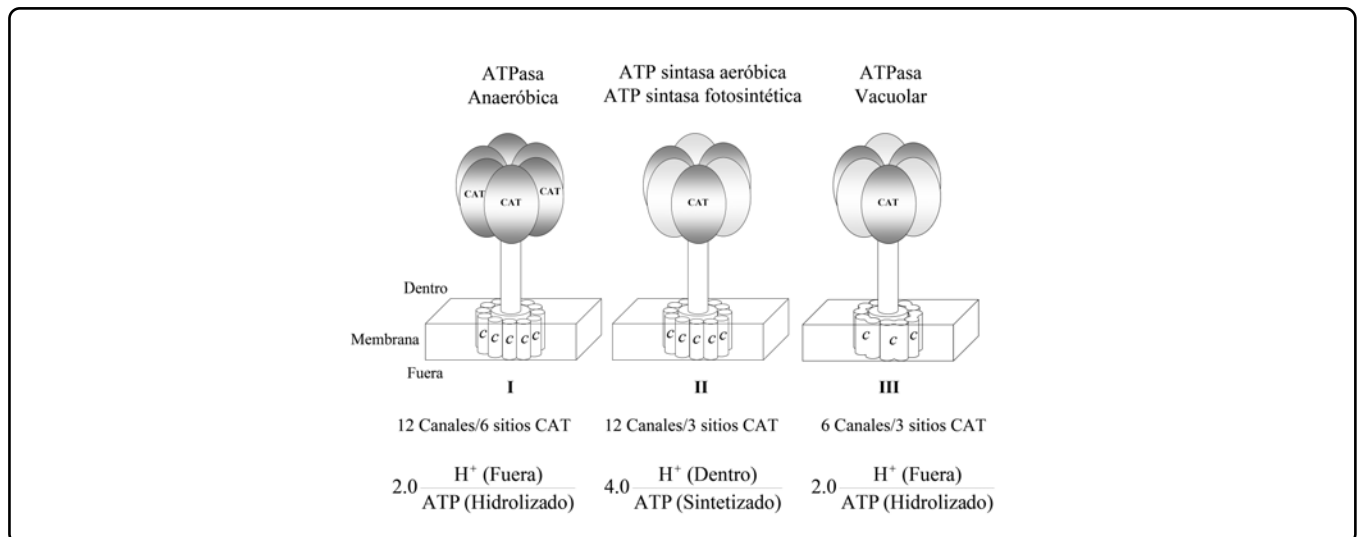 ATPasa
Anaeróbica
ATP sintasa aeróbica
ATP sintasa fotosintética
ATPasa
Vacuolar
CAT
CAT
CAT
CAT
CAT
Dentro
Membrana
Fuera
c c c c c
c c c c c
c c c
I
II
III
12 Canales/6 sitios CAT
12 Canales/3 sitios CAT
6 Canales/3 sitios CAT
2.0 H⁺ (Fuera)
ATP (Hidrolizado)
4.0 H⁺ (Dentro)
ATP (Sintetizado)
2.0 H⁺ (Fuera)
ATP (Hidrolizado)